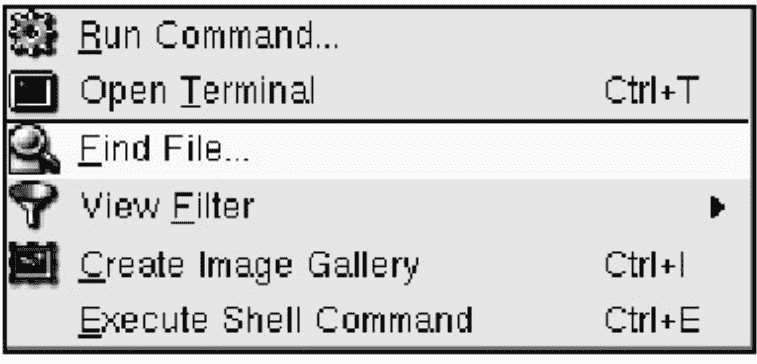 Run Command...
Open Terminal Ctrl+T
Find File...
View Filter
Create Image Gallery Ctrl+I
Execute Shell Command Ctrl+E